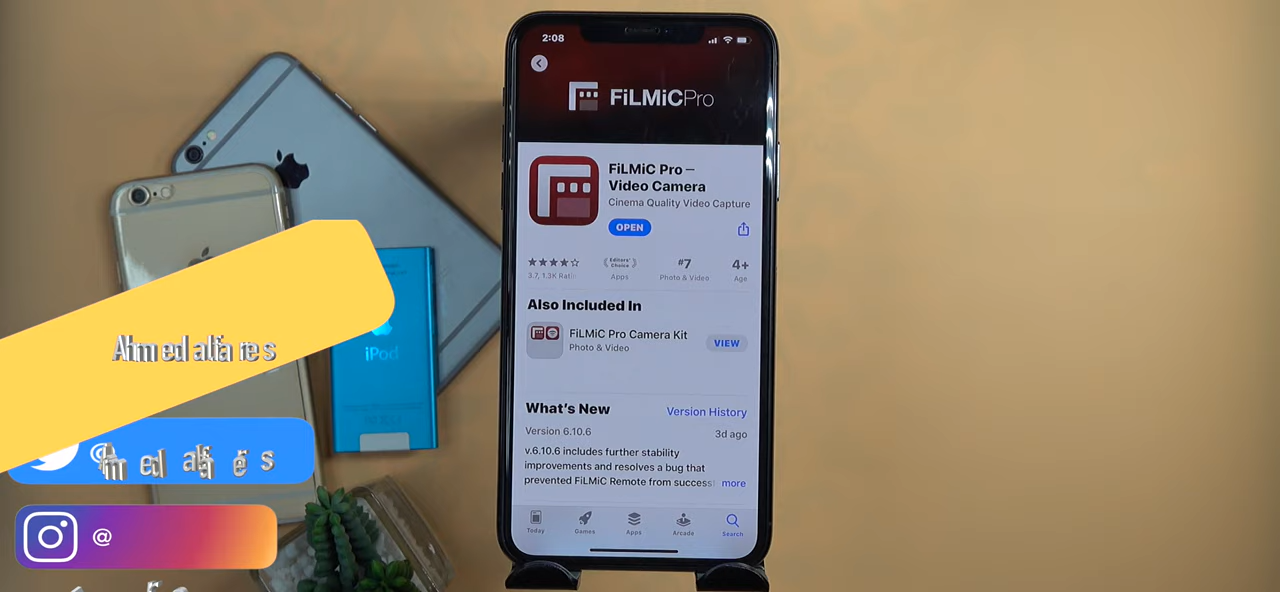 2:08
FiLMiCPro
FiLMiC Pro –
Video Camera
Cinema Quality Video Capture
OPEN
Editors' Choice
#7
4+
3.7, 1.3K
Apps
Photo & Video
Age
Also Included In
FiLMiC Pro Camera Kit
Photo & Video
VIEW
What's New
Version History
Version 6.10.6
3d ago
v.6.10.6 includes further stability
improvements and resolves a bug that
prevented FiLMiC Remote from success
more
Today
Games
Apps
Arcade
Search
iPod
@